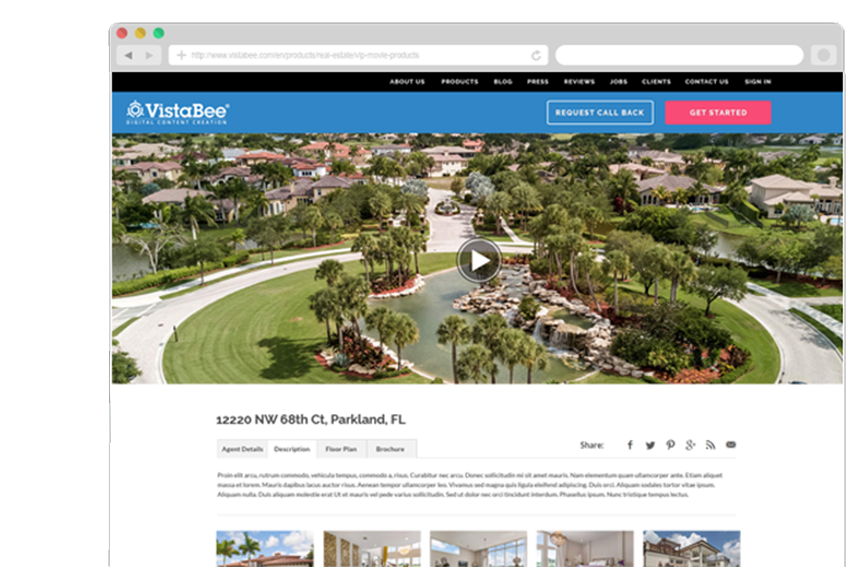 http://www.vistabee.com/en/products/real-estate/vip-movie-products
ABOUT US PRODUCTS BLOG PRESS REVIEWS JOBS CLIENTS CONTACT US SIGN IN
VistaBee®
DIGITAL CONTENT CREATION
REQUEST CALL BACK
GET STARTED
12220 NW 68th Ct, Parkland, FL
Agent Details Description Floor Plan Brochure
Share:
Proin elit arcu, rutrum commodo, vehicula tempus, commodo a, risus. Curabitur nec arcu. Donec sollicitudin mi sit amet mauris. Nam elementum quam ullamcorper ante. Etiam aliquet
massa et lorem. Mauris dapibus lacus auctor risus. Aenean tempor ullamcorper leo. Vivamus sed magna quis ligula eleifend adipiscing. Duis orci. Aliquam sodales tortor vitae ipsum.
Aliquam nulla. Duis aliquam molestie erat Ut et mauris vel pede varius sollicitudin. Sed ut dolor nec orci tincidunt interdum. Phasellus ipsum. Nunc tristique tempus lectus.